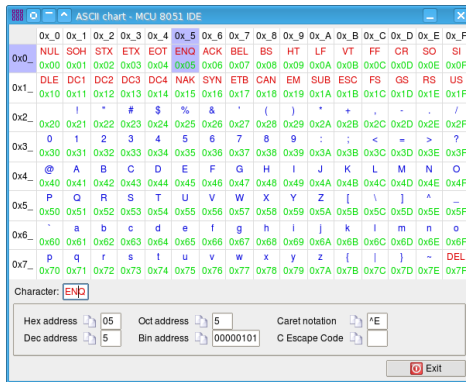 ASCII chart - MCU 8051 IDE
0x_0 0x_1 0x_2 0x_3 0x_4 0x_5 0x_6 0x_7 0x_8 0x_9 0x_A 0x_B 0x_C 0x_D 0x_E 0x_F
0x0_ NUL SOH STX ETX EOT ENQ ACK BEL BS HT LF VT FF CR SO SI
0x00 0x01 0x02 0x03 0x04 0x05 0x06 0x07 0x08 0x09 0x0A 0x0B 0x0C 0x0D 0x0E 0x0F
0x1_ DLE DC1 DC2 DC3 DC4 NAK SYN ETB CAN EM SUB ESC FS GS RS US
0x10 0x11 0x12 0x13 0x14 0x15 0x16 0x17 0x18 0x19 0x1A 0x1B 0x1C 0x1D 0x1E 0x1F
0x2_ ! " # $ % & ' ( ) * + , - . /
0x20 0x21 0x22 0x23 0x24 0x25 0x26 0x27 0x28 0x29 0x2A 0x2B 0x2C 0x2D 0x2E 0x2F
0x3_ 0 1 2 3 4 5 6 7 8 9 : ; < = > ?
0x30 0x31 0x32 0x33 0x34 0x35 0x36 0x37 0x38 0x39 0x3A 0x3B 0x3C 0x3D 0x3E 0x3F
0x4_ @ A B C D E F G H I J K L M N O
0x40 0x41 0x42 0x43 0x44 0x45 0x46 0x47 0x48 0x49 0x4A 0x4B 0x4C 0x4D 0x4E 0x4F
0x5_ P Q R S T U V W X Y Z [ \ ] ^ _
0x50 0x51 0x52 0x53 0x54 0x55 0x56 0x57 0x58 0x59 0x5A 0x5B 0x5C 0x5D 0x5E 0x5F
0x6_ ` a b c d e f g h i j k l m n o
0x60 0x61 0x62 0x63 0x64 0x65 0x66 0x67 0x68 0x69 0x6A 0x6B 0x6C 0x6D 0x6E 0x6F
0x7_ p q r s t u v w x y z { | } ~ DEL
0x70 0x71 0x72 0x73 0x74 0x75 0x76 0x77 0x78 0x79 0x7A 0x7B 0x7C 0x7D 0x7E 0x7F
Character: ENQ
Hex address 05 Oct address 5 Caret notation ^E
Dec address 5 Bin address 00000101 C Escape Code
Exit